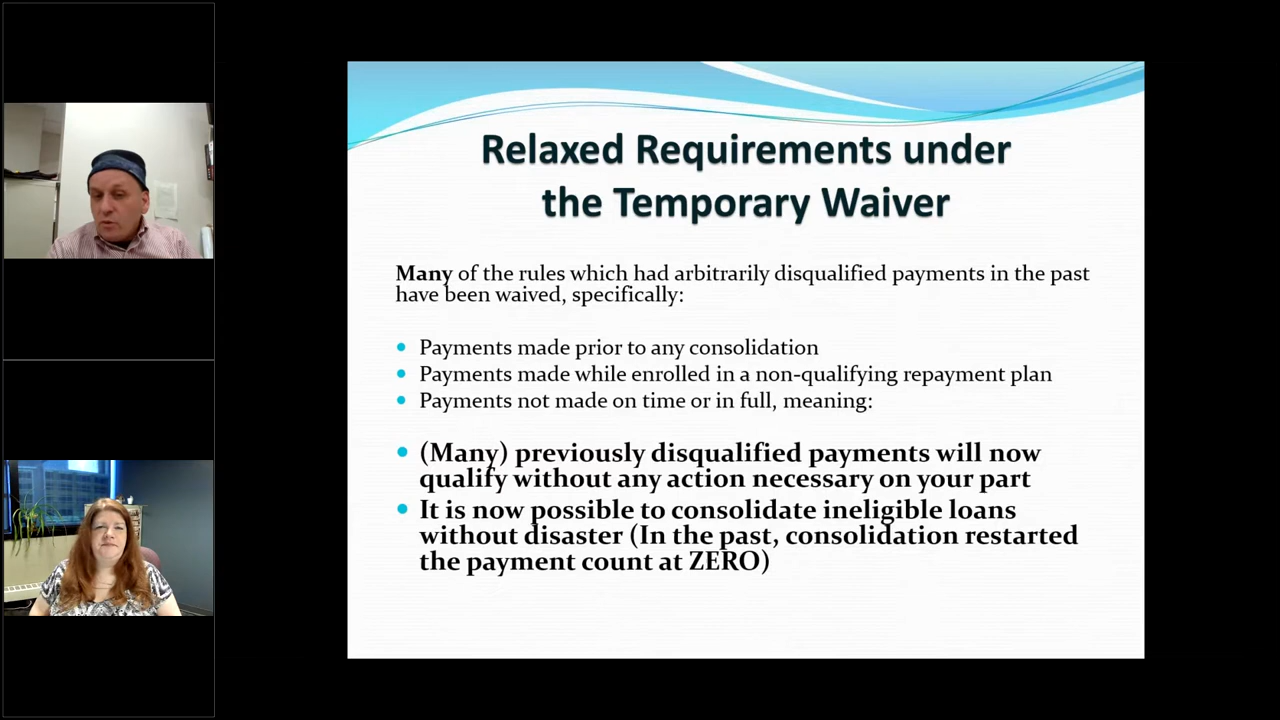 Relaxed Requirements under
the Temporary Waiver
Many of the rules which had arbitrarily disqualified payments in the past
have been waived, specifically:
• Payments made prior to any consolidation
• Payments made while enrolled in a non-qualifying repayment plan
• Payments not made on time or in full, meaning:
• (Many) previously disqualified payments will now
qualify without any action necessary on your part
• It is now possible to consolidate ineligible loans
without disaster (In the past, consolidation restarted
the payment count at ZERO)